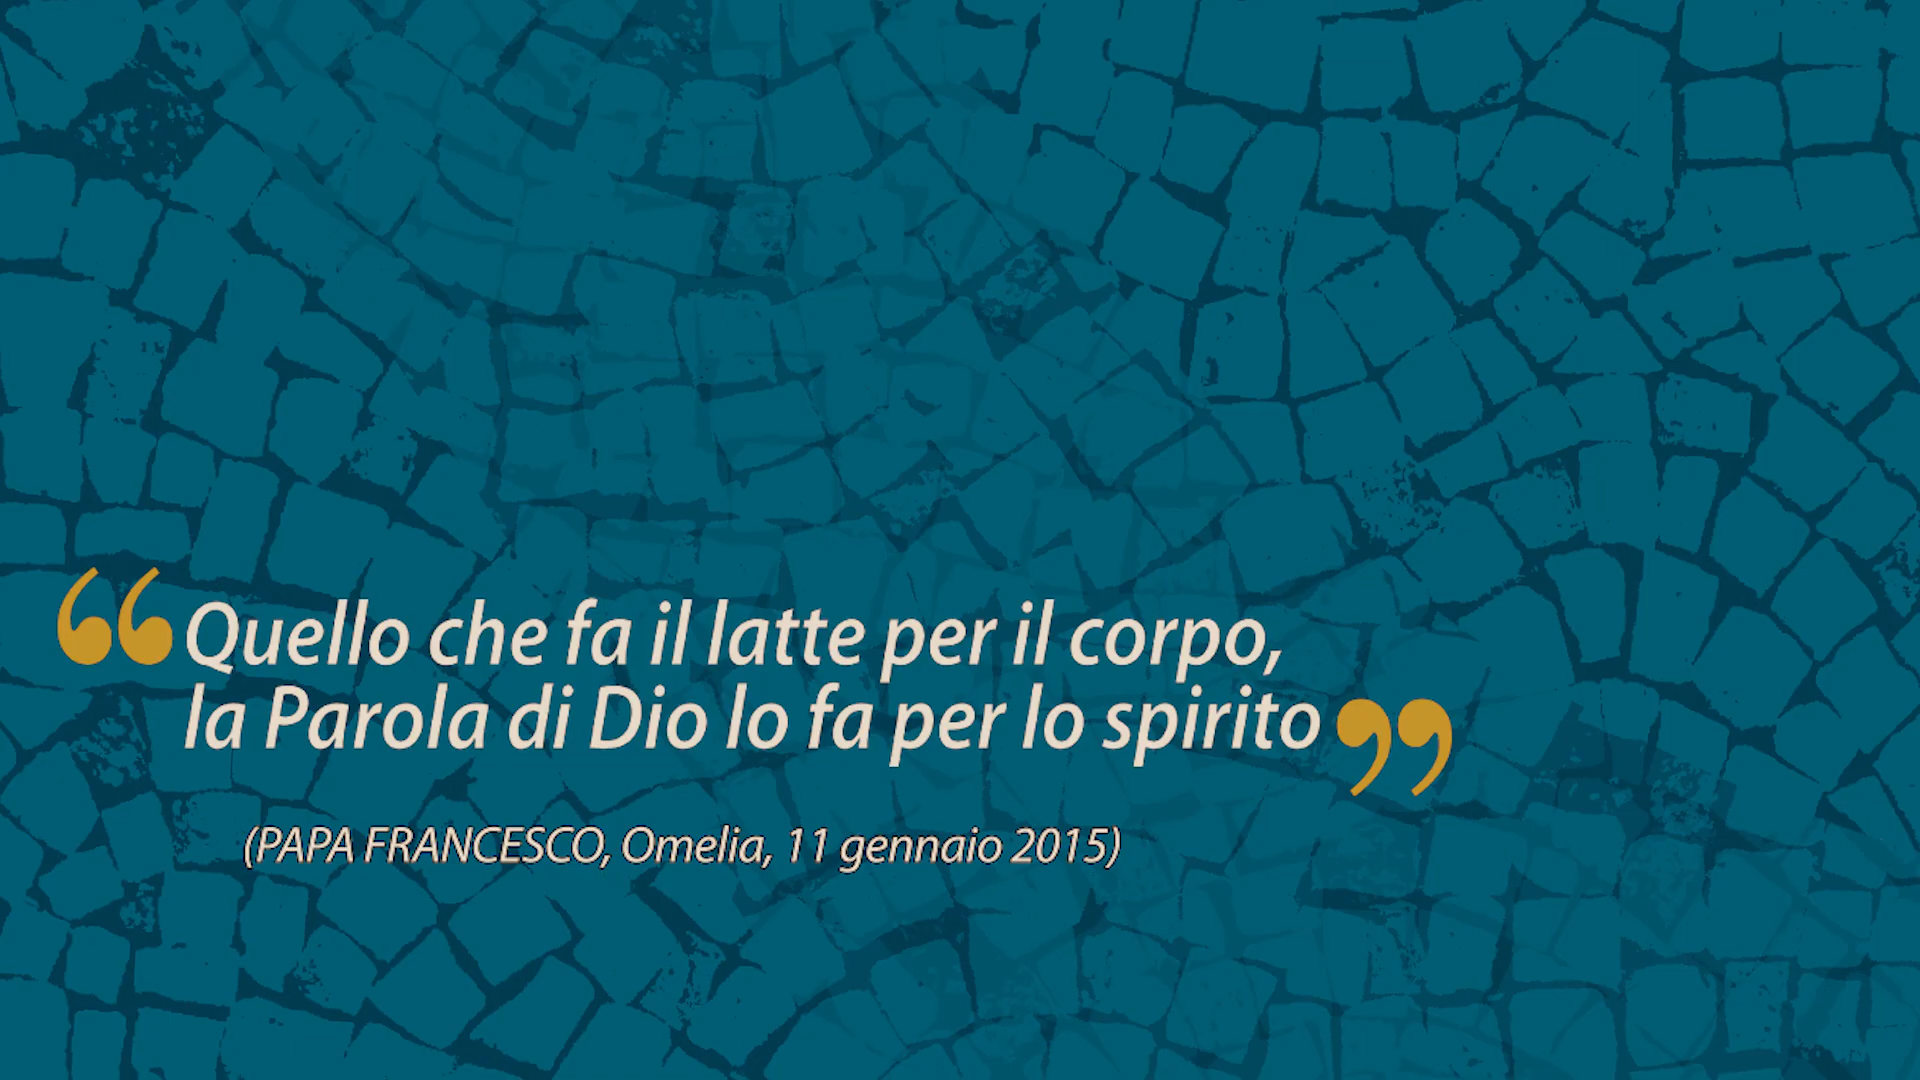 “Quello che fa il latte per il corpo,
la Parola di Dio lo fa per lo spirito”
(PAPA FRANCESCO, Omelia, 11 gennaio 2015)